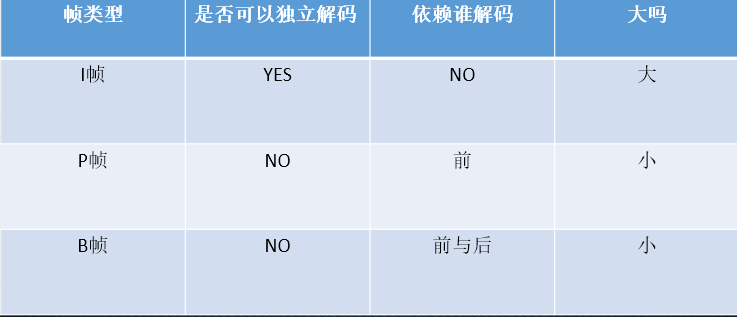 帧类型 是否可以独立解码 依赖谁解码 大吗
I帧 YES NO 大
P帧 NO 前 小
B帧 NO 前与后 小